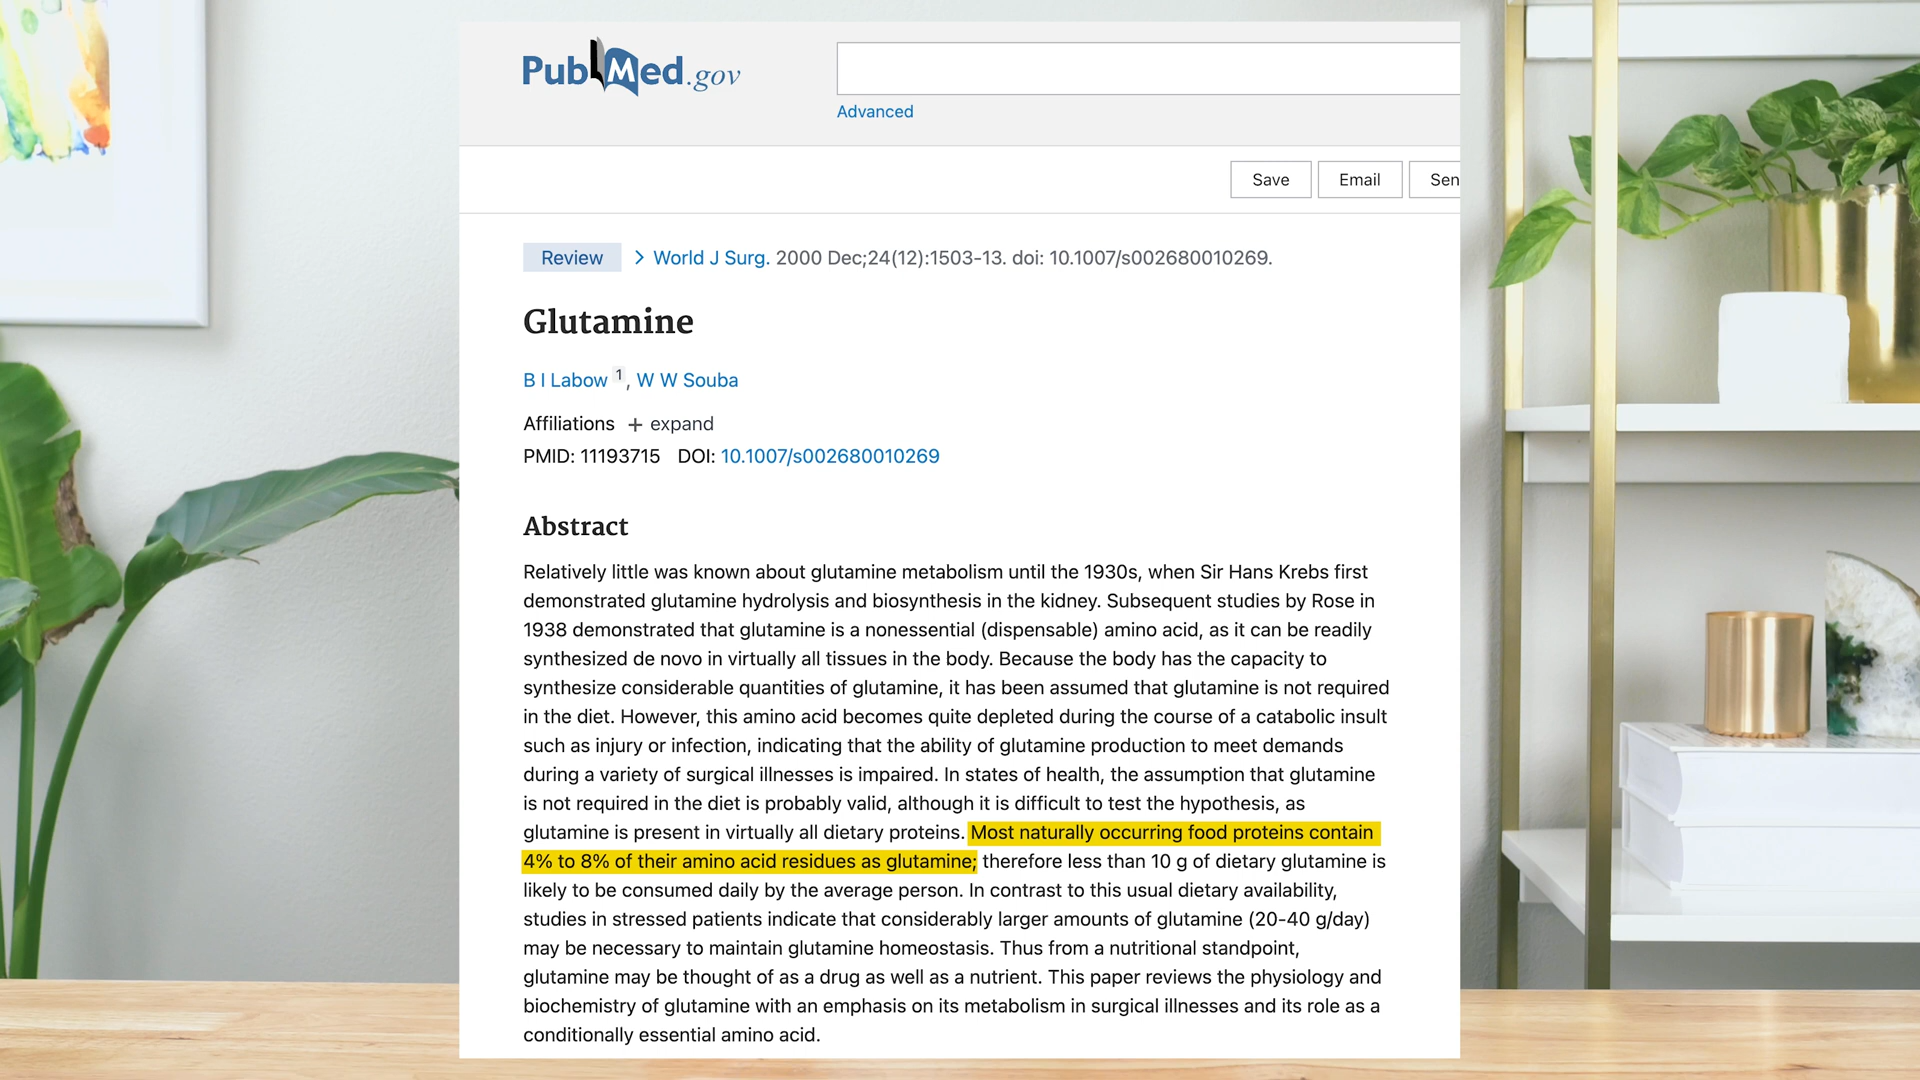 PubMed.gov
Advanced
Save Email Sen
Review > World J Surg. 2000 Dec;24(12):1503-13. doi: 10.1007/s002680010269.
Glutamine
B I Labow 1, W W Souba
Affiliations + expand
PMID: 11193715 DOI: 10.1007/s002680010269
Abstract
Relatively little was known about glutamine metabolism until the 1930s, when Sir Hans Krebs first
demonstrated glutamine hydrolysis and biosynthesis in the kidney. Subsequent studies by Rose in
1938 demonstrated that glutamine is a nonessential (dispensable) amino acid, as it can be readily
synthesized de novo in virtually all tissues in the body. Because the body has the capacity to
synthesize considerable quantities of glutamine, it has been assumed that glutamine is not required
in the diet. However, this amino acid becomes quite depleted during the course of a catabolic insult
such as injury or infection, indicating that the ability of glutamine production to meet demands
during a variety of surgical illnesses is impaired. In states of health, the assumption that glutamine
is not required in the diet is probably valid, although it is difficult to test the hypothesis, as
glutamine is present in virtually all dietary proteins. Most naturally occurring food proteins contain
4% to 8% of their amino acid residues as glutamine; therefore less than 10 g of dietary glutamine is
likely to be consumed daily by the average person. In contrast to this usual dietary availability,
studies in stressed patients indicate that considerably larger amounts of glutamine (20-40 g/day)
may be necessary to maintain glutamine homeostasis. Thus from a nutritional standpoint,
glutamine may be thought of as a drug as well as a nutrient. This paper reviews the physiology and
biochemistry of glutamine with an emphasis on its metabolism in surgical illnesses and its role as a
conditionally essential amino acid.